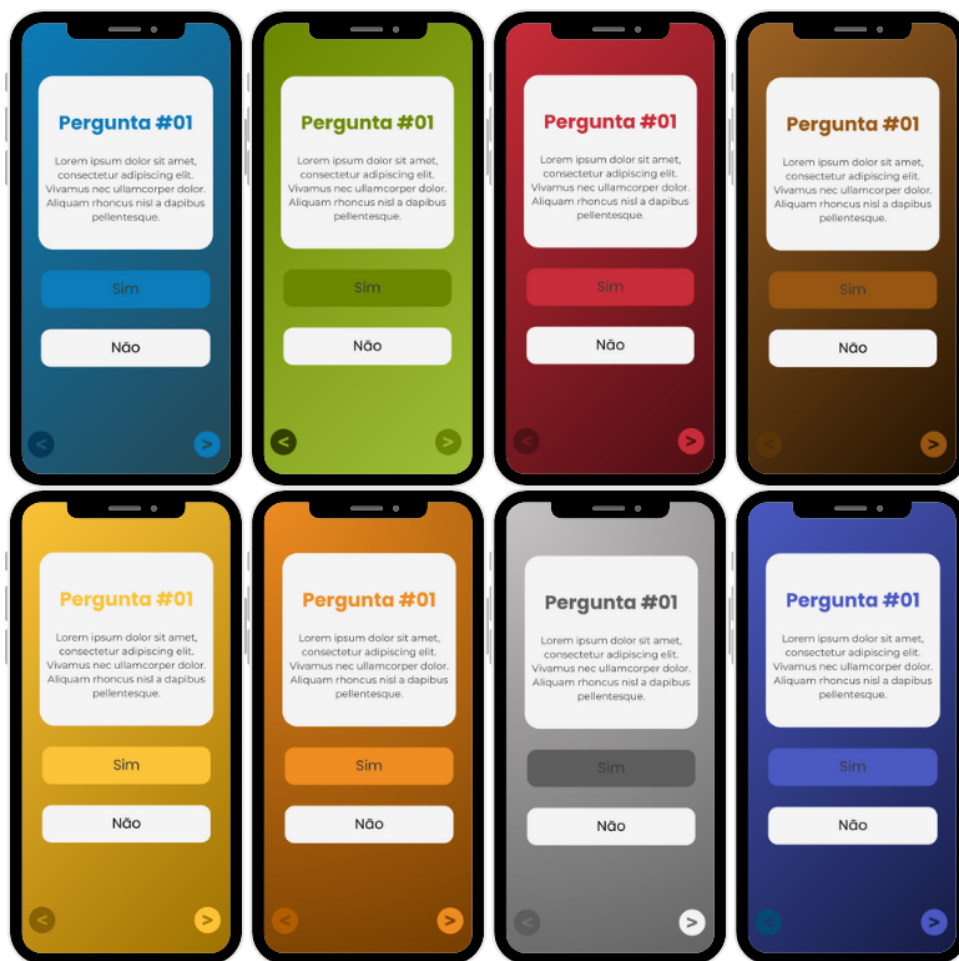 Pergunta #01
Lorem ipsum dolor sit amet,
consectetur adipiscing elit.
Vivamus nec ullamcorper dolor.
Aliquam rhoncus nisl a dapibus
pellentesque.
Sim
Não
<
>
Pergunta #01
Lorem ipsum dolor sit amet,
consectetur adipiscing elit.
Vivamus nec ullamcorper dolor.
Aliquam rhoncus nisl a dapibus
pellentesque.
Sim
Não
<
>
Pergunta #01
Lorem ipsum dolor sit amet,
consectetur adipiscing elit.
Vivamus nec ullamcorper dolor.
Aliquam rhoncus nisl a dapibus
pellentesque.
Sim
Não
<
>
Pergunta #01
Lorem ipsum dolor sit amet,
consectetur adipiscing elit.
Vivamus nec ullamcorper dolor.
Aliquam rhoncus nisl a dapibus
pellentesque.
Sim
Não
<
>
Pergunta #01
Lorem ipsum dolor sit amet,
consectetur adipiscing elit.
Vivamus nec ullamcorper dolor.
Aliquam rhoncus nisl a dapibus
pellentesque.
Sim
Não
<
>
Pergunta #01
Lorem ipsum dolor sit amet,
consectetur adipiscing elit.
Vivamus nec ullamcorper dolor.
Aliquam rhoncus nisl a dapibus
pellentesque.
Sim
Não
<
>
Pergunta #01
Lorem ipsum dolor sit amet,
consectetur adipiscing elit.
Vivamus nec ullamcorper dolor.
Aliquam rhoncus nisl a dapibus
pellentesque.
Sim
Não
<
>
Pergunta #01
Lorem ipsum dolor sit amet,
consectetur adipiscing elit.
Vivamus nec ullamcorper dolor.
Aliquam rhoncus nisl a dapibus
pellentesque.
Sim
Não
<
>